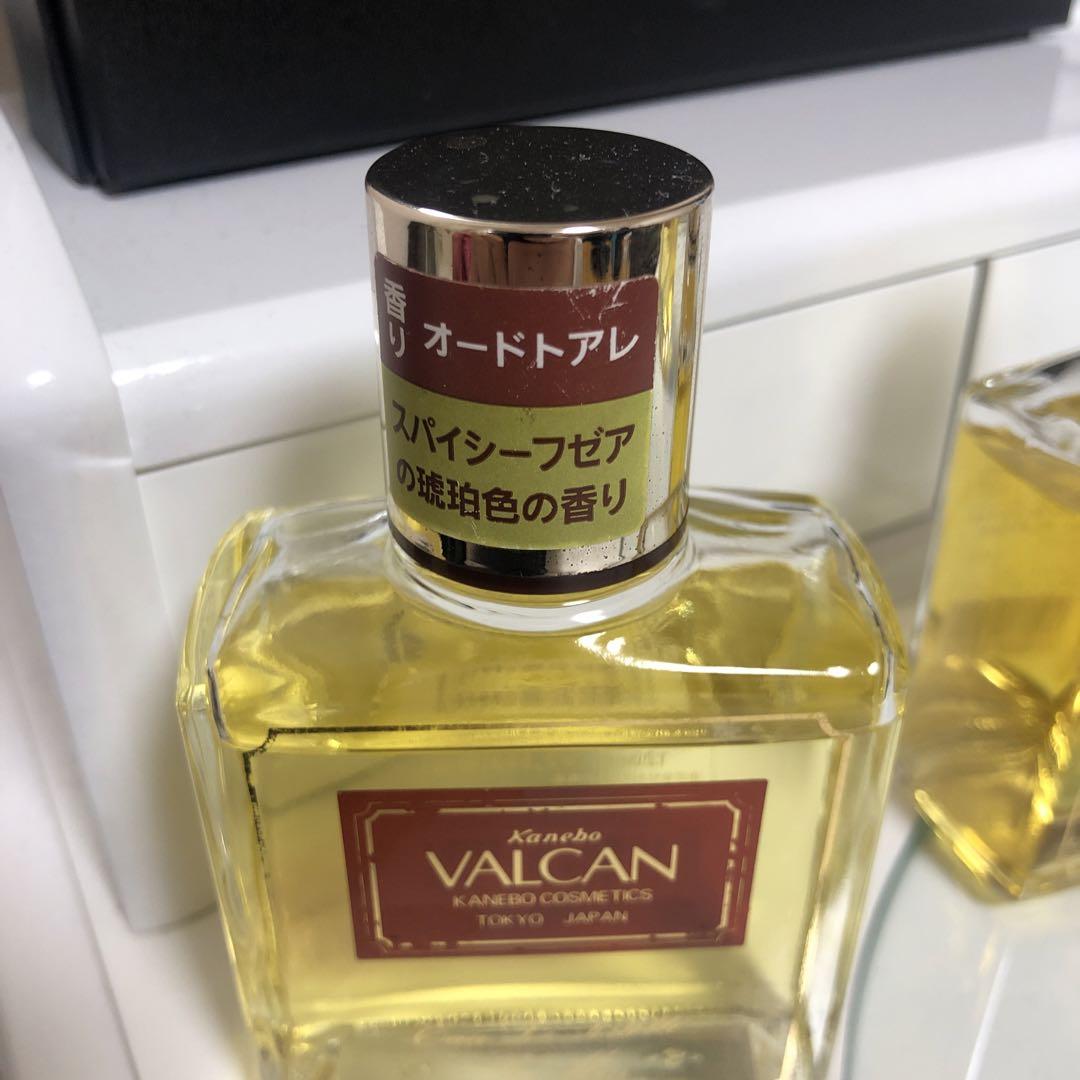 香り
オードトアレ
スパイシーフゼア
の琥珀色の香り
Kanebo
VALCAN
KANEBO COSMETICS
TOKYO JAPAN